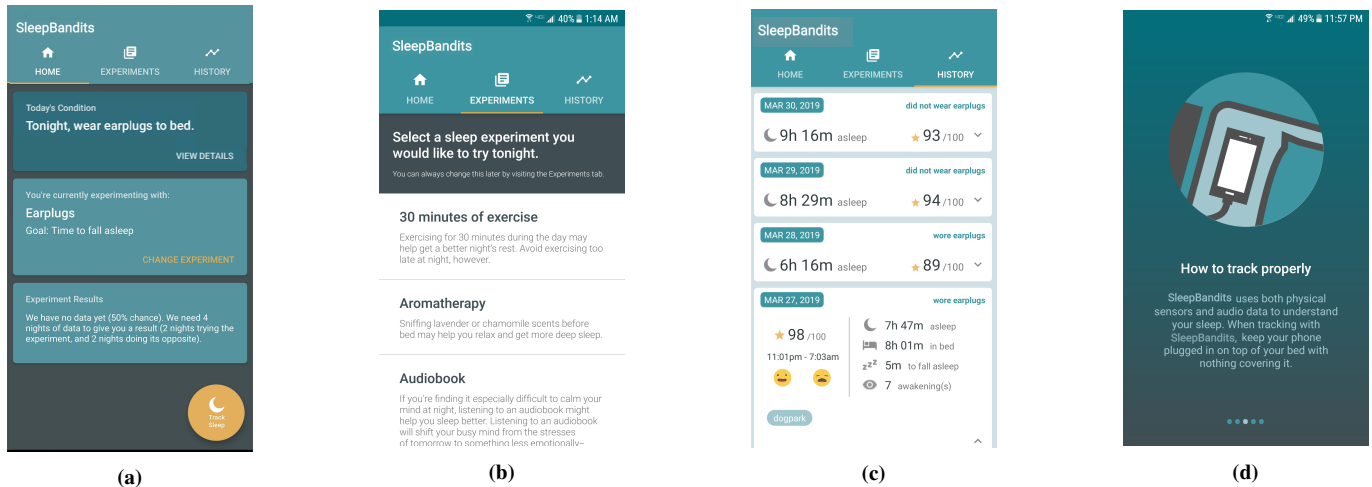 SleepBandits
HOME EXPERIMENTS HISTORY
Today's Condition
Tonight, wear earplugs to bed.
VIEW DETAILS
You're currently experimenting with:
Earplugs
Goal: Time to fall asleep
CHANGE EXPERIMENT
Experiment Results
We have no data yet (50% chance). We need 4
nights of data to give you a result (2 nights trying the
experiment, and 2 nights doing its opposite).
Track
Sleep
(a)
40% 1:14 AM
SleepBandits
HOME EXPERIMENTS HISTORY
Select a sleep experiment you
would like to try tonight.
You can always change this later by visiting the Experiments tab.
30 minutes of exercise
Exercising for 30 minutes during the day may
help get a better night's rest. Avoid exercising too
late at night, however.
Aromatherapy
Sniffing lavender or chamomile scents before
bed may help you relax and get more deep sleep.
Audiobook
If you're finding it especially difficult to calm your
mind at night, listening to an audiobook might
help you sleep better. Listening to an audiobook
will shift your busy mind from the stresses
of tomorrow to something less emotionally–
(b)
SleepBandits
HOME EXPERIMENTS HISTORY
MAR 30, 2019 did not wear earplugs
9h 16m asleep 93/100
MAR 29, 2019 did not wear earplugs
8h 29m asleep 94/100
MAR 28, 2019 wore earplugs
6h 16m asleep 89/100
MAR 27, 2019 wore earplugs
98/100
11:01pm - 7:03am
7h 47m asleep
8h 01m in bed
zzz 5m to fall asleep
7 awakening(s)
dogpark
(c)
49% 11:57 PM
How to track properly
SleepBandits uses both physical
sensors and audio data to understand
your sleep. When tracking with
SleepBandits, keep your phone
plugged in on top of your bed with
nothing covering it.
(d)